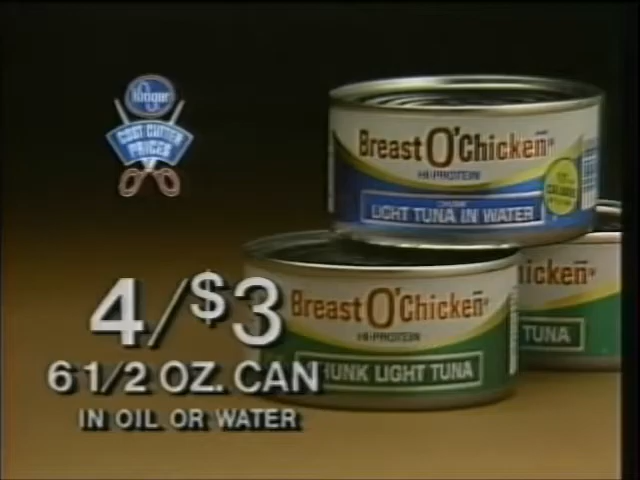 Kroger
COST CUTTER
PRICES
Breast O'Chicken
HI-PROTEIN
CHUNK
LIGHT TUNA IN WATER
Breast O'Chicken
HI-PROTEIN
CHUNK LIGHT TUNA
icken
TUNA
4/$3
6 1/2 OZ. CAN
IN OIL OR WATER